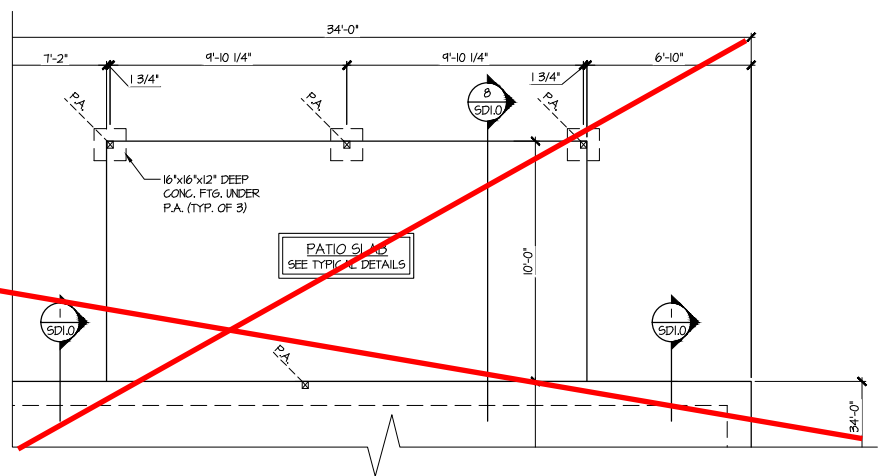 34'-0"
7'-2"
9'-10 1/4"
9'-10 1/4"
6'-10"
1 3/4"
1 3/4"
P.A.
P.A.
P.A.
8
SD1.0
16"x16"x12" DEEP
CONC. FTG. UNDER
P.A. (TYP. OF 3)
PATIO SLAB
SEE TYPICAL DETAILS
10'-0"
1
SD1.0
1
SD1.0
P.A.
34'-0"